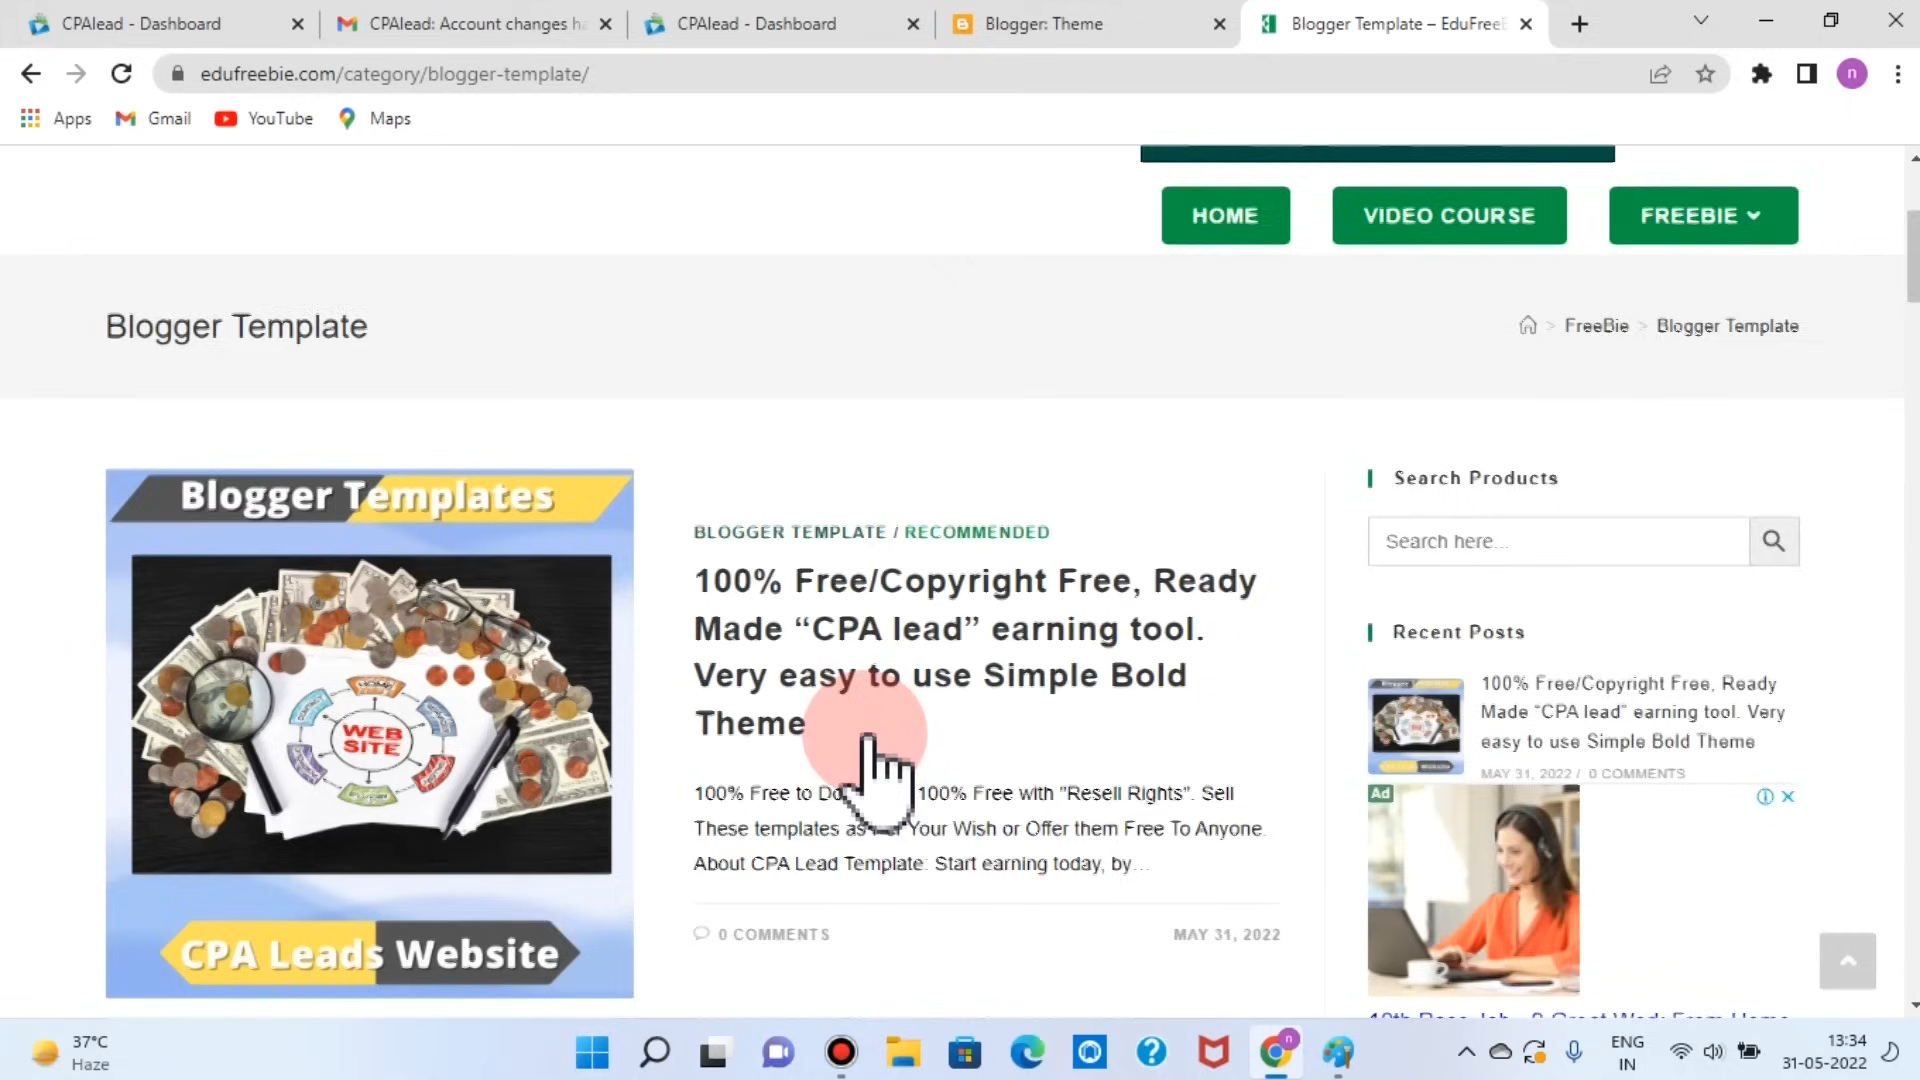 CPAlead - Dashboard
CPAlead: Account changes ha
CPAlead - Dashboard
Blogger: Theme
Blogger Template – EduFreeB
edufreebie.com/category/blogger-template/
n
Apps
Gmail
YouTube
Maps
HOME
VIDEO COURSE
FREEBIE
Blogger Template
> FreeBie > Blogger Template
Blogger Templates
WEB
SITE
HOME
CPA Leads Website
BLOGGER TEMPLATE / RECOMMENDED
100% Free/Copyright Free, Ready
Made “CPA lead” earning tool.
Very easy to use Simple Bold
Theme
100% Free to Do 100% Free with "Resell Rights". Sell
These templates as Your Wish or Offer them Free To Anyone.
About CPA Lead Template: Start earning today, by…
0 COMMENTS
MAY 31, 2022
Search Products
Search here...
Recent Posts
100% Free/Copyright Free, Ready
Made “CPA lead” earning tool. Very
easy to use Simple Bold Theme
MAY 31, 2022 / 0 COMMENTS
Ad
37°C
Haze
ENG
IN
13:34
31-05-2022